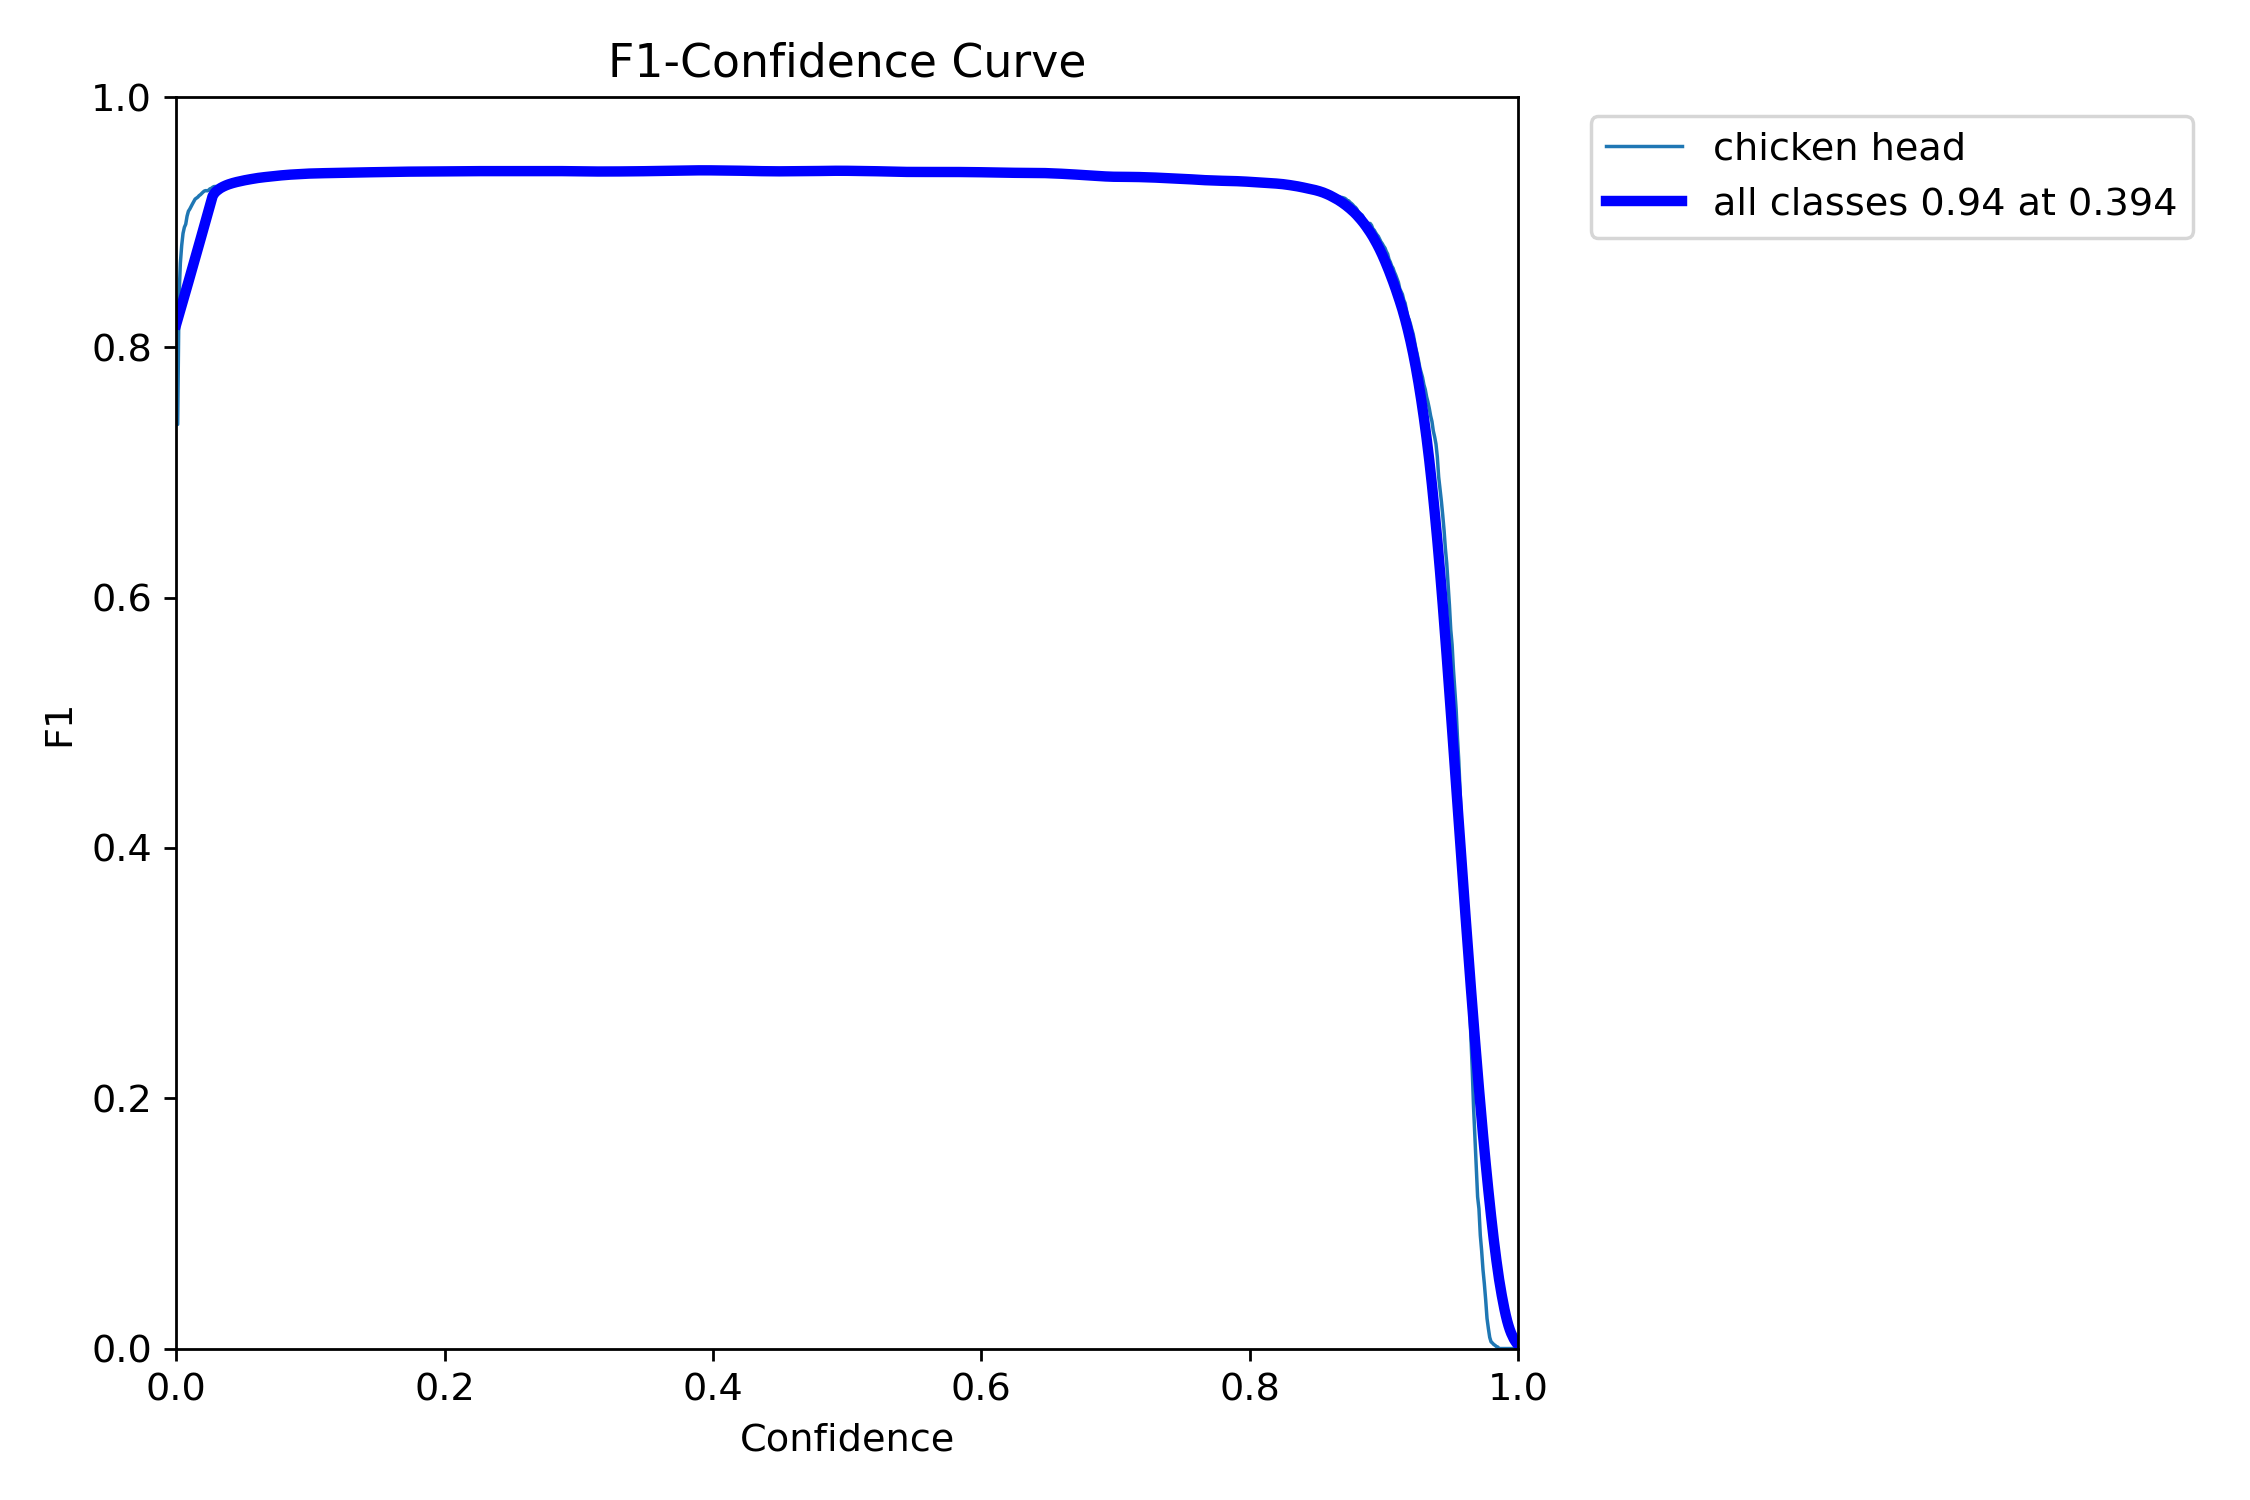 F1-Confidence Curve
chicken head
all classes 0.94 at 0.394
F1
1.0
0.8
0.6
0.4
0.2
0.0
0.0 0.2 0.4 0.6 0.8 1.0
Confidence